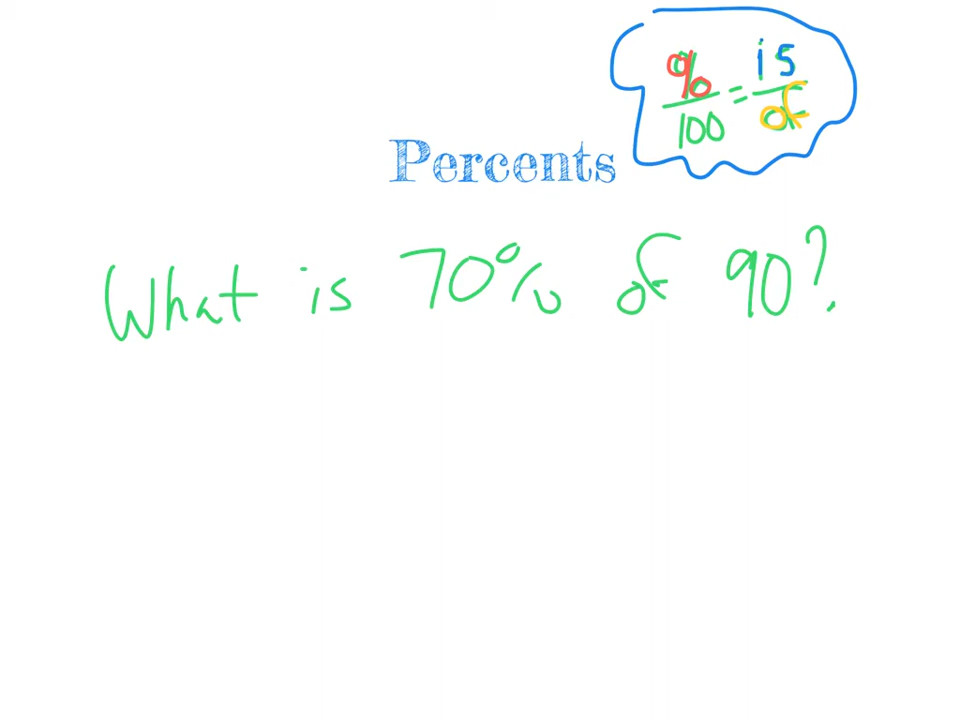 % / 100 = is / of
Percents
What is 70% of 90?